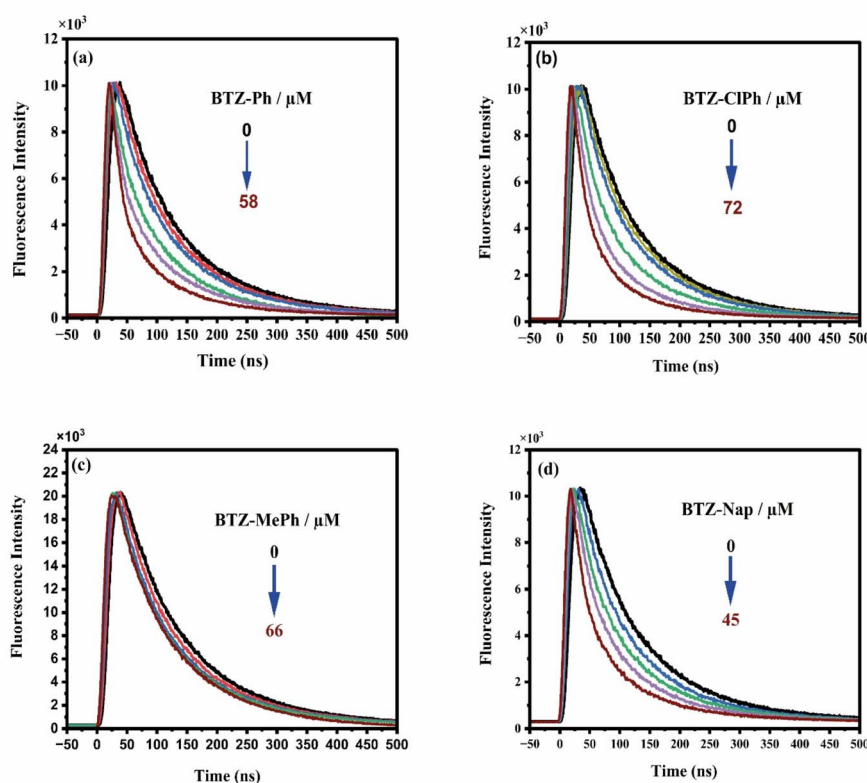 ×10³
(a)
12
10
8
6
4
2
0
Fluorescence Intensity
BTZ-Ph / μM
0
58
−50 0 50 100 150 200 250 300 350 400 450 500
Time (ns)
×10³
(b)
12
10
8
6
4
2
0
Fluorescence Intensity
BTZ-ClPh / μM
0
72
−50 0 50 100 150 200 250 300 350 400 450 500
Time (ns)
×10³
(c)
24
22
20
18
16
14
12
10
8
6
4
2
0
Fluorescence Intensity
BTZ-MePh / μM
0
66
−50 0 50 100 150 200 250 300 350 400 450 500
Time (ns)
×10³
(d)
12
10
8
6
4
2
0
Fluorescence Intensity
BTZ-Nap / μM
0
45
−50 0 50 100 150 200 250 300 350 400 450 500
Time (ns)